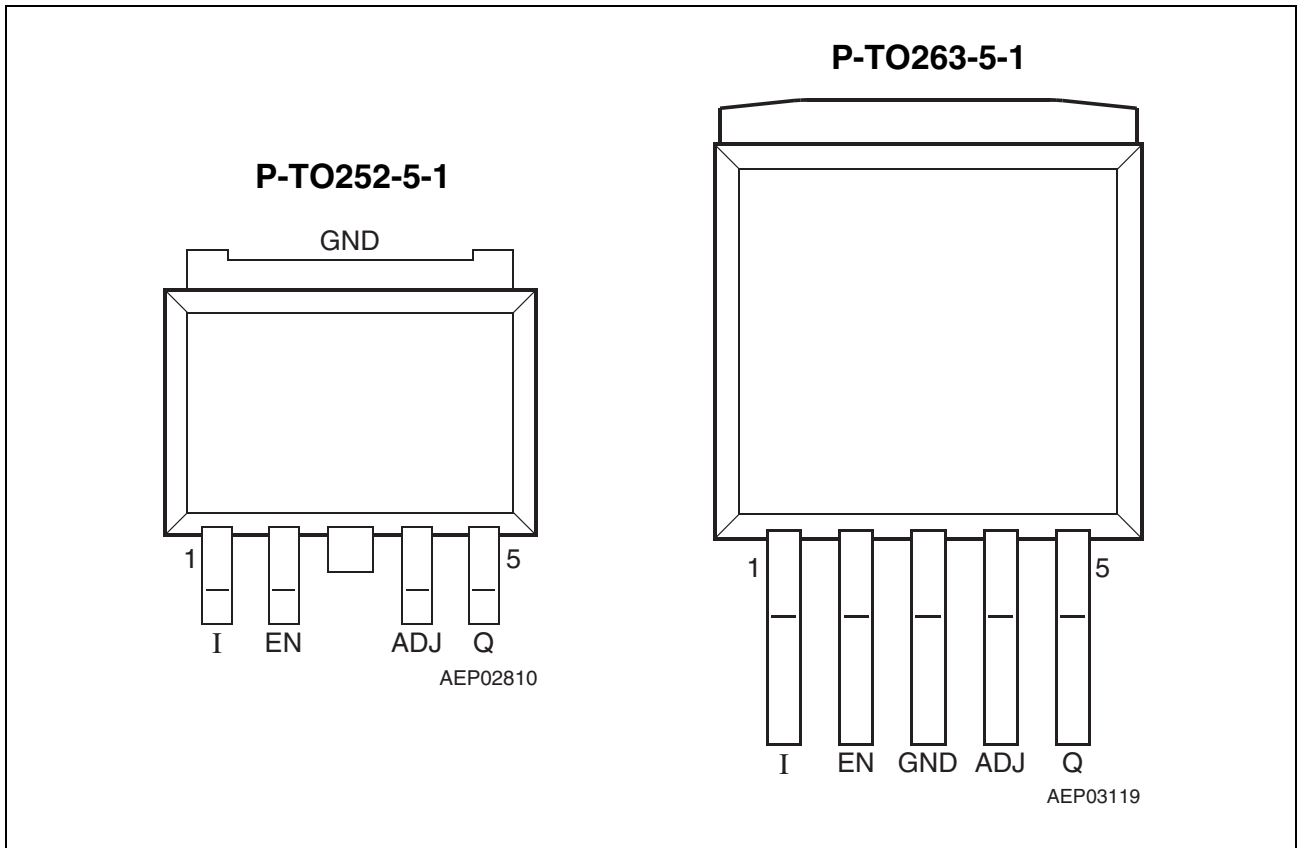 P-TO252-5-1
GND
1 5
I EN ADJ Q
AEP02810
P-TO263-5-1
1 5
I EN GND ADJ Q
AEP03119